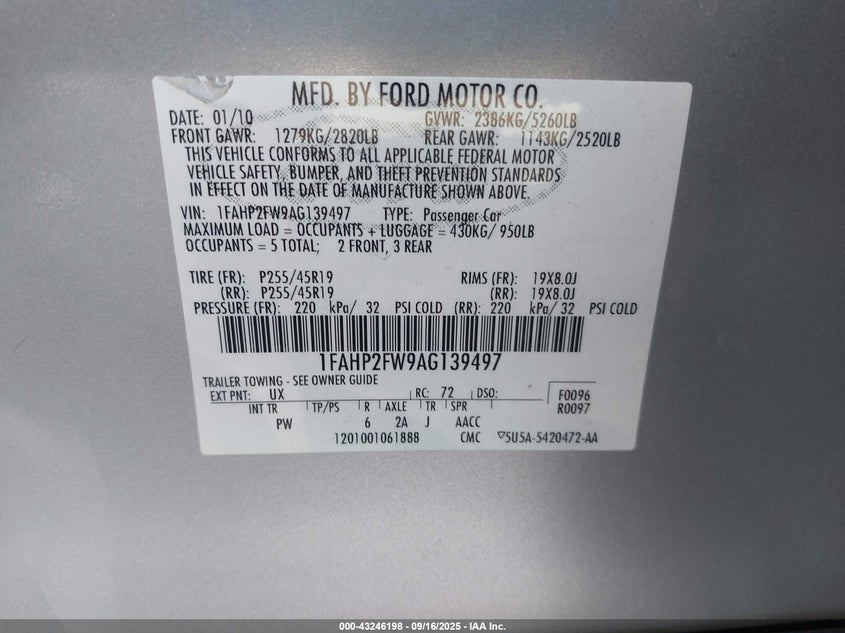 MFD. BY FORD MOTOR CO.
DATE: 01/10 GVWR: 2386KG/5260LB
FRONT GAWR: 1279KG/2820LB REAR GAWR: 1143KG/2520LB
THIS VEHICLE CONFORMS TO ALL APPLICABLE FEDERAL MOTOR
VEHICLE SAFETY, BUMPER, AND THEFT PREVENTION STANDARDS
IN EFFECT ON THE DATE OF MANUFACTURE SHOWN ABOVE.
VIN: 1FAHP2FW9AG139497 TYPE: Passenger Car
MAXIMUM LOAD = OCCUPANTS + LUGGAGE = 430KG/ 950LB
OCCUPANTS = 5 TOTAL; 2 FRONT, 3 REAR
TIRE (FR): P255/45R19 RIMS (FR): 19X8.0J
(RR): P255/45R19 (RR): 19X8.0J
PRESSURE (FR): 220 kPa/ 32 PSI COLD (RR): 220 kPa/ 32 PSI COLD
1FAHP2FW9AG139497
TRAILER TOWING - SEE OWNER GUIDE
EXT PNT: UX RC: 72 DSO: F0096
INT TR TP/PS R AXLE TR SPR R0097
PW 6 2A J AACC
1201001061888 CMC ▽5U5A-5420472-AA
000-43246198 - 09/16/2025 - IAA Inc.